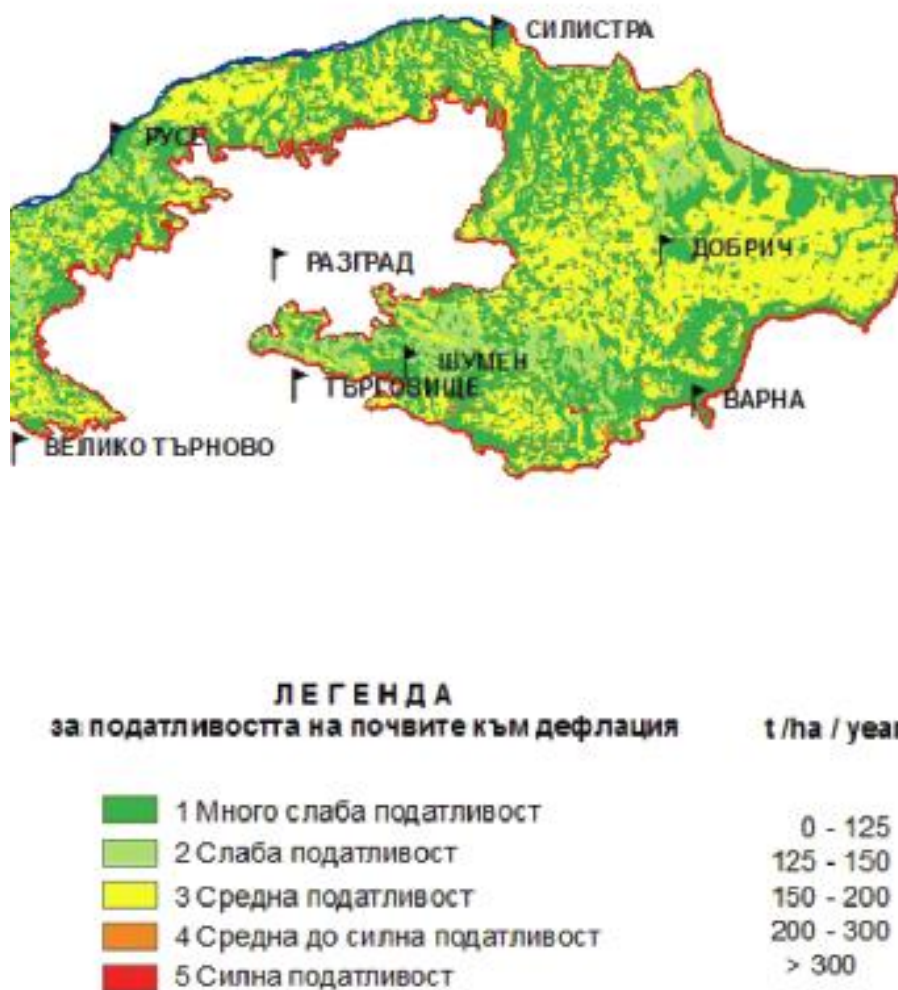 СИЛИСТРА
РУСЕ
ДОБРИЧ
РАЗГРАД
ШУМЕН
ТЪРГОВИЩЕ
ВАРНА
ВЕЛИКО ТЪРНОВО
ЛЕГЕНДА
за податливостта на почвите към дефлация t /ha / year
1 Много слаба податливост 0 - 125
2 Слаба податливост 125 - 150
3 Средна податливост 150 - 200
4 Средна до силна податливост 200 - 300
5 Силна податливост > 300